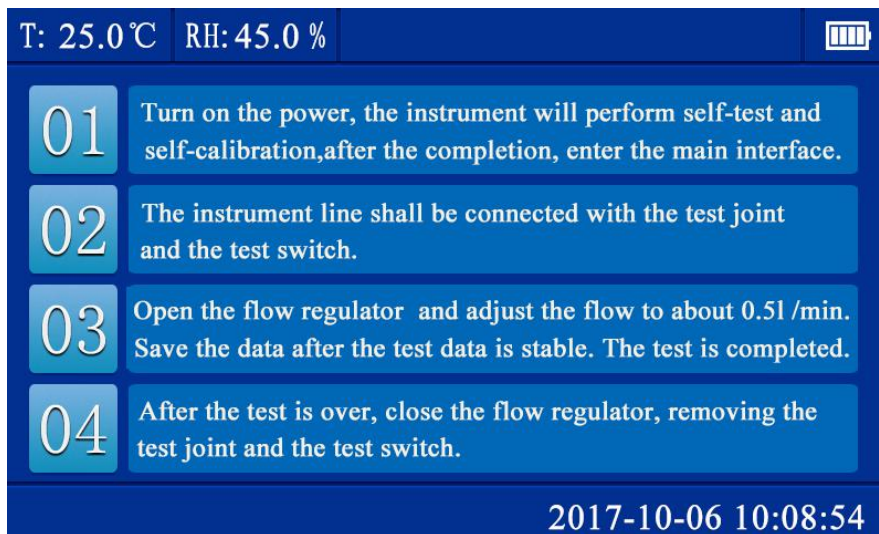 T: 25.0℃ RH: 45.0 %
01
Turn on the power, the instrument will perform self-test and
self-calibration,after the completion, enter the main interface.
02
The instrument line shall be connected with the test joint
and the test switch.
03
Open the flow regulator and adjust the flow to about 0.5l /min.
Save the data after the test data is stable. The test is completed.
04
After the test is over, close the flow regulator, removing the
test joint and the test switch.
2017-10-06 10:08:54